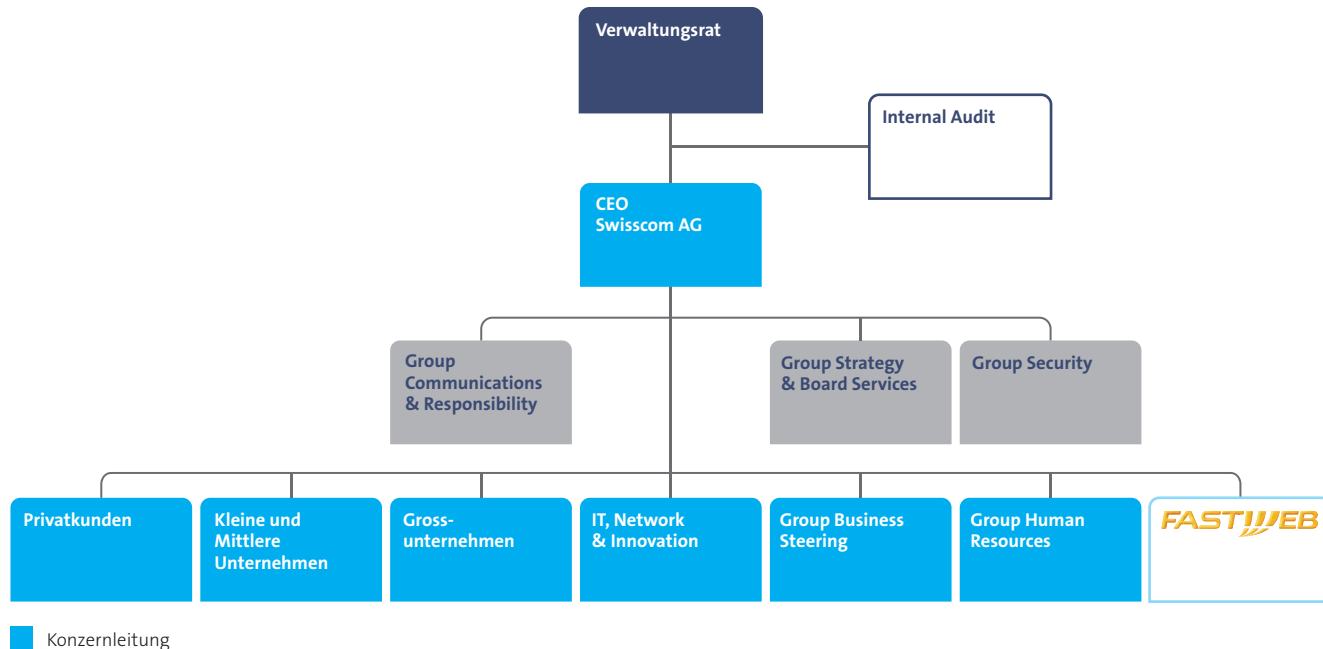 Verwaltungsrat
Internal Audit
CEO
Swisscom AG
Group
Communications
& Responsibility
Group Strategy
& Board Services
Group Security
Privatkunden
Kleine und
Mittlere
Unternehmen
Gross-
unternehmen
IT, Network
& Innovation
Group Business
Steering
Group Human
Resources
FASTWEB
Konzernleitung